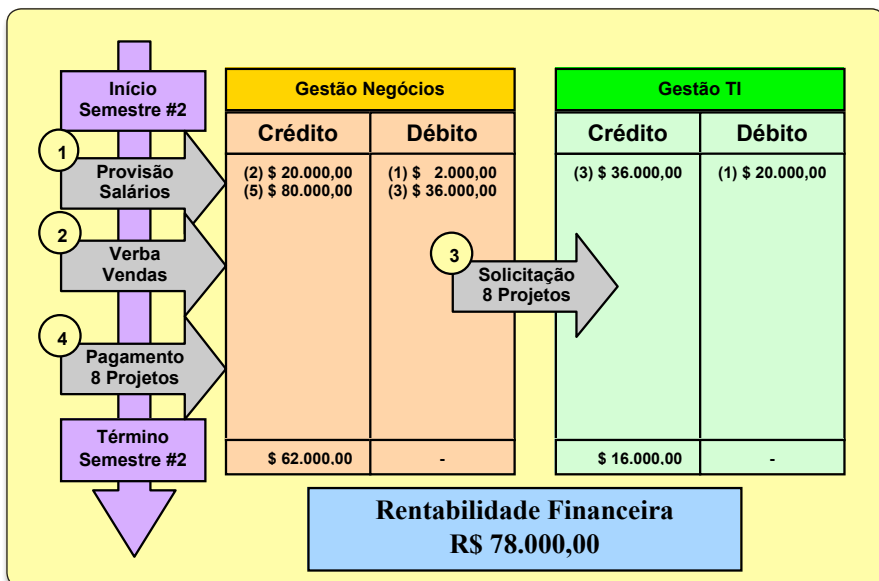 Início
Semestre #2
1
Provisão
Salários
2
Verba
Vendas
4
Pagamento
8 Projetos
Término
Semestre #2
Gestão Negócios
Crédito
Débito
(2) $ 20.000,00
(5) $ 80.000,00
(1) $ 2.000,00
(3) $ 36.000,00
3
Solicitação
8 Projetos
$ 62.000,00
-
Gestão TI
Crédito
Débito
(3) $ 36.000,00
(1) $ 20.000,00
$ 16.000,00
-
Rentabilidade Financeira
R$ 78.000,00